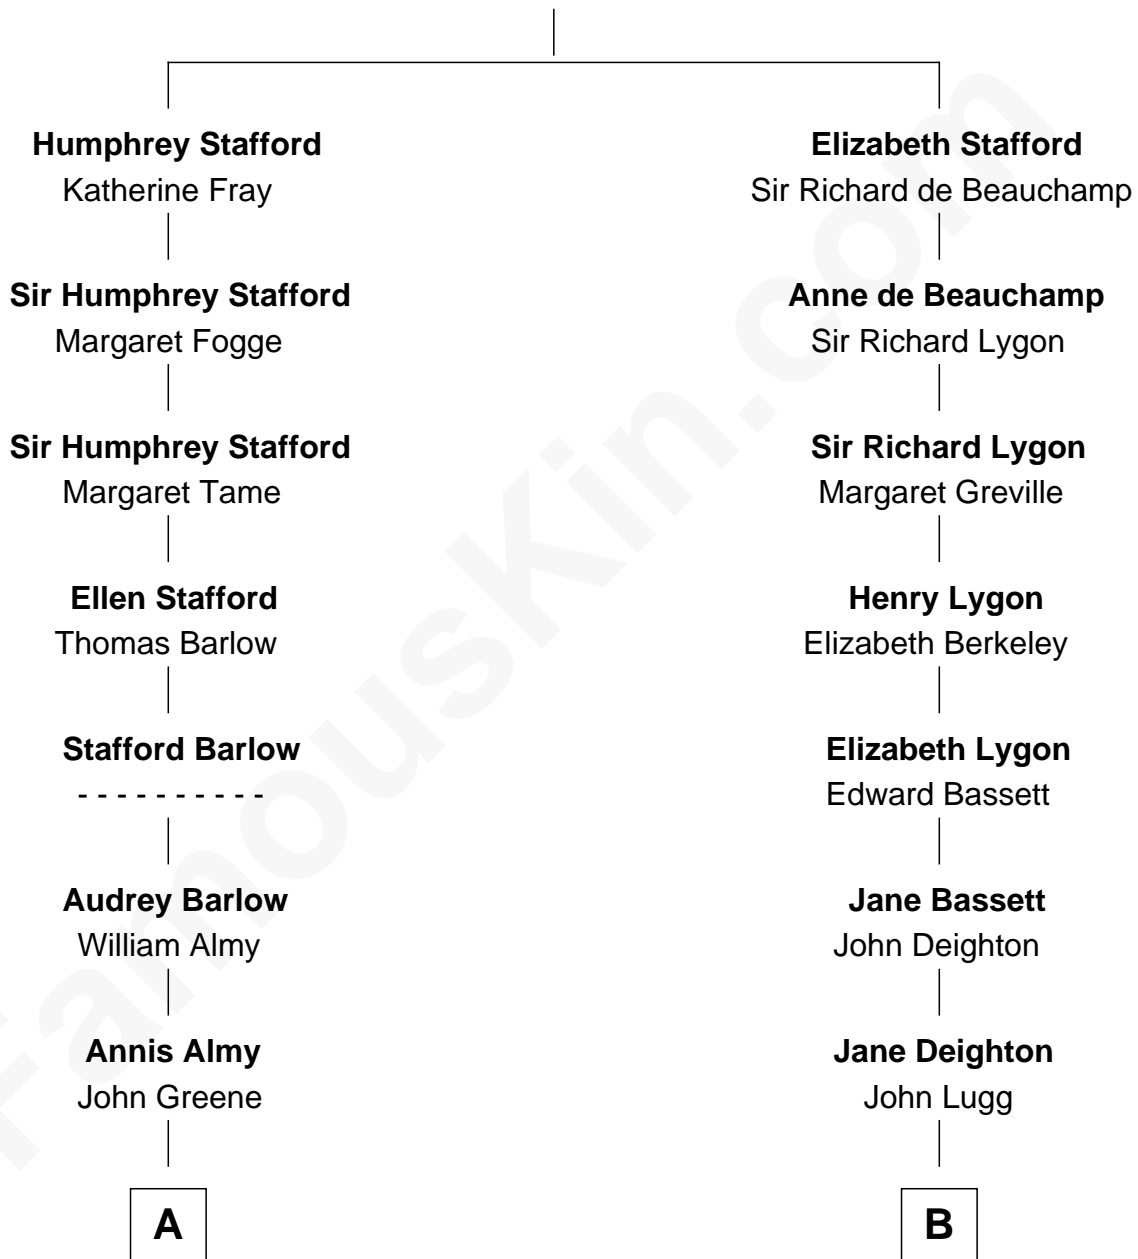 Humphrey Stafford
Katherine Fray
Elizabeth Stafford
Sir Richard de Beauchamp
Sir Humphrey Stafford
Margaret Fogge
Anne de Beauchamp
Sir Richard Lygon
Sir Humphrey Stafford
Margaret Tame
Sir Richard Lygon
Margaret Greville
Ellen Stafford
Thomas Barlow
Henry Lygon
Elizabeth Berkeley
Stafford Barlow
- - - - - - - - - -
Elizabeth Lygon
Edward Bassett
Audrey Barlow
William Almy
Jane Bassett
John Deighton
Annis Almy
John Greene
Jane Deighton
John Lugg
A
B
FamousKin.com